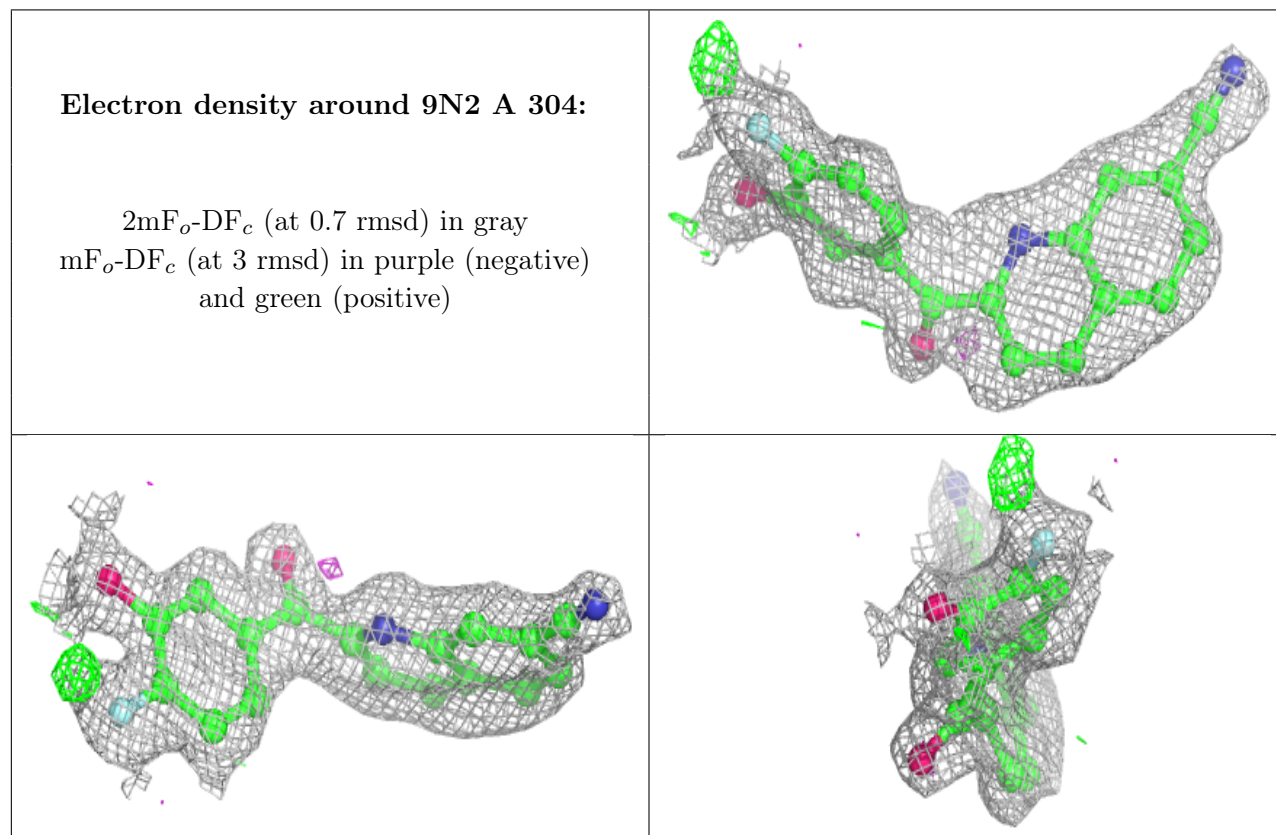 Electron density around 9N2 A 304:
2mFo-DFc (at 0.7 rmsd) in gray
mFo-DFc (at 3 rmsd) in purple (negative)
and green (positive)